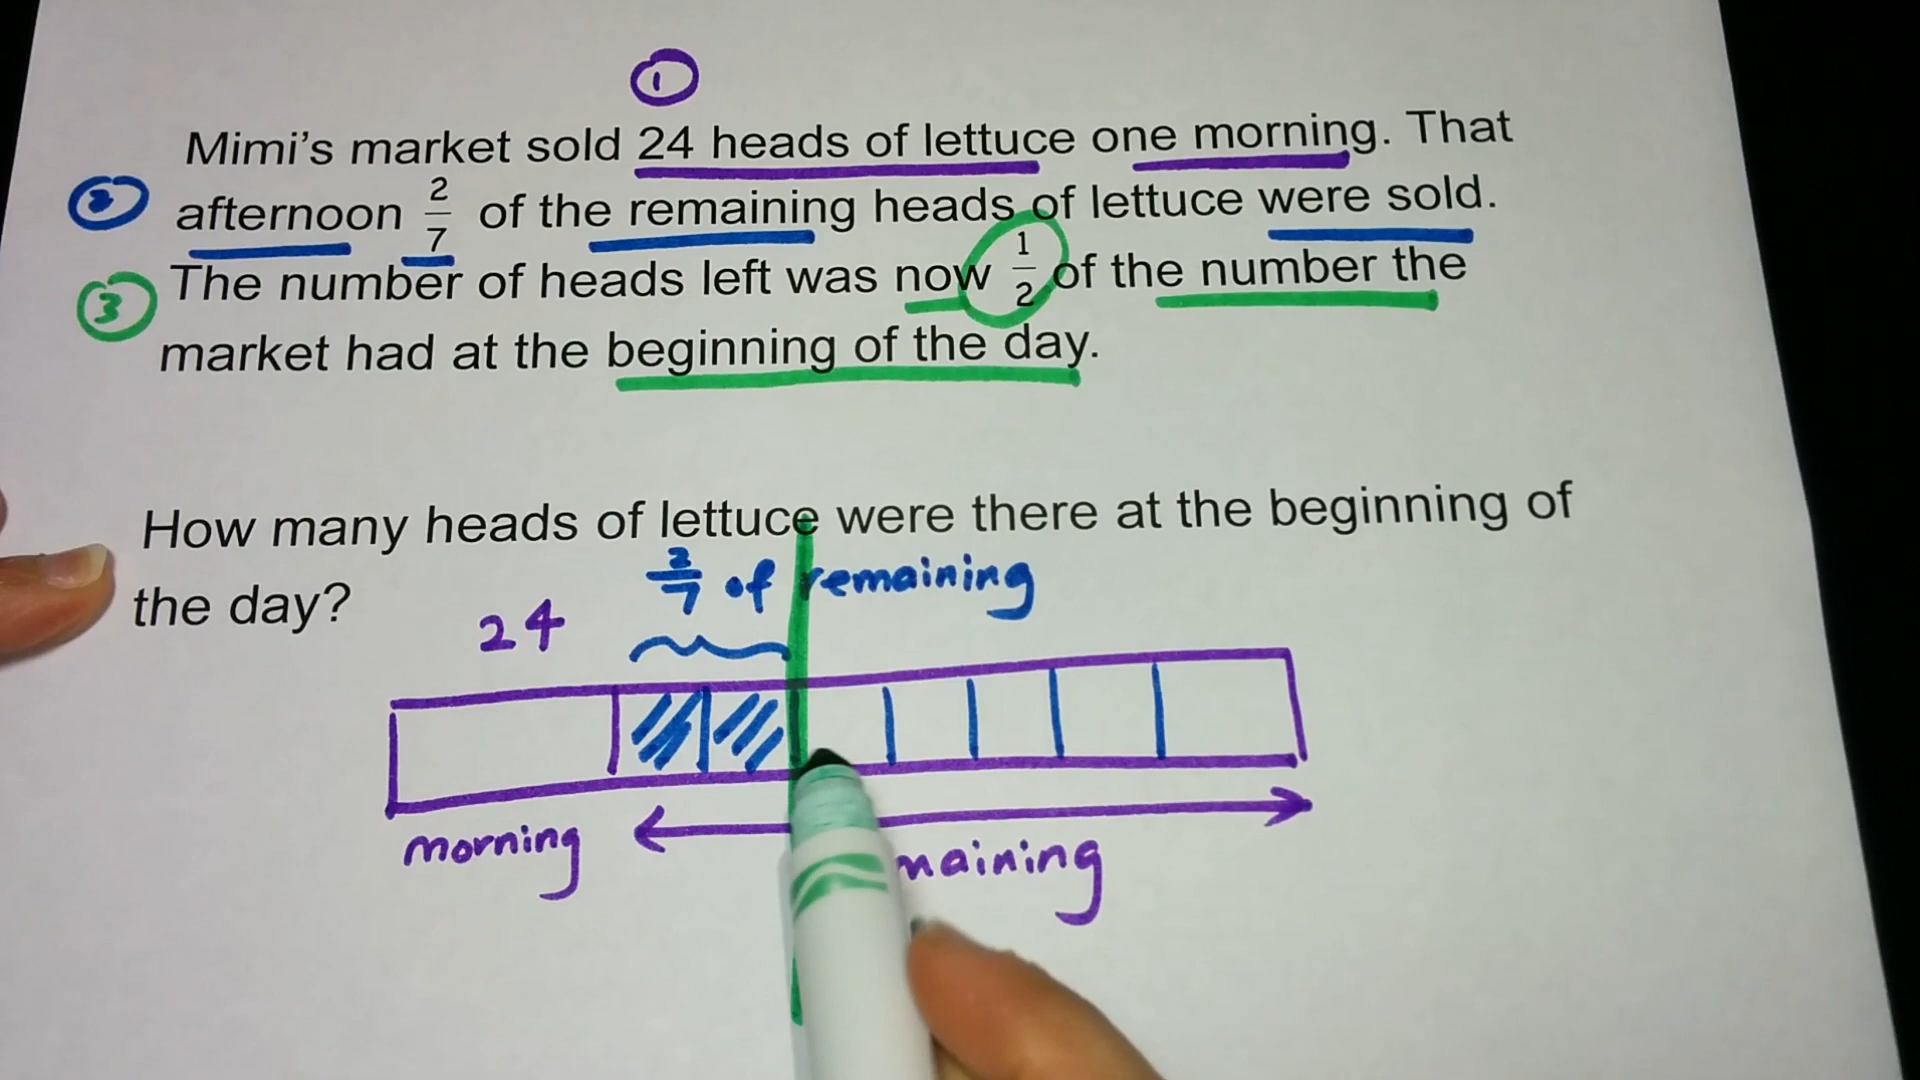 ①
Mimi's market sold 24 heads of lettuce one morning. That
② afternoon 2/7 of the remaining heads of lettuce were sold.
③ The number of heads left was now 1/2 of the number the
market had at the beginning of the day.
How many heads of lettuce were there at the beginning of
the day?
2/7 of remaining
24
morning
maining